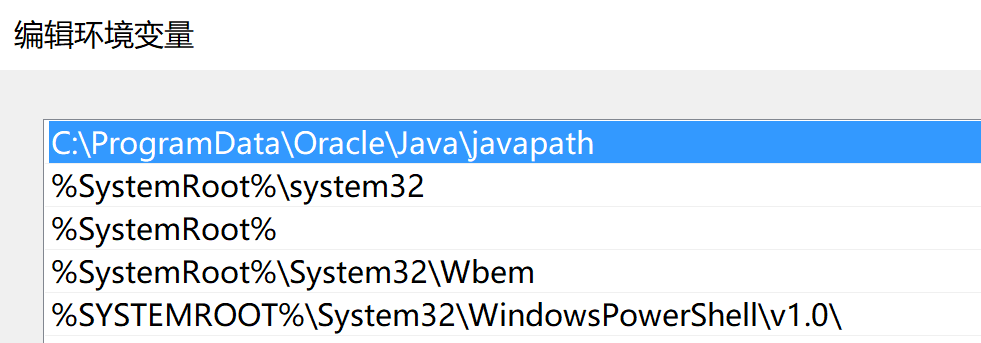 编辑环境变量
C:\ProgramData\Oracle\Java\javapath
%SystemRoot%\system32
%SystemRoot%
%SystemRoot%\System32\Wbem
%SYSTEMROOT%\System32\WindowsPowerShell\v1.0\